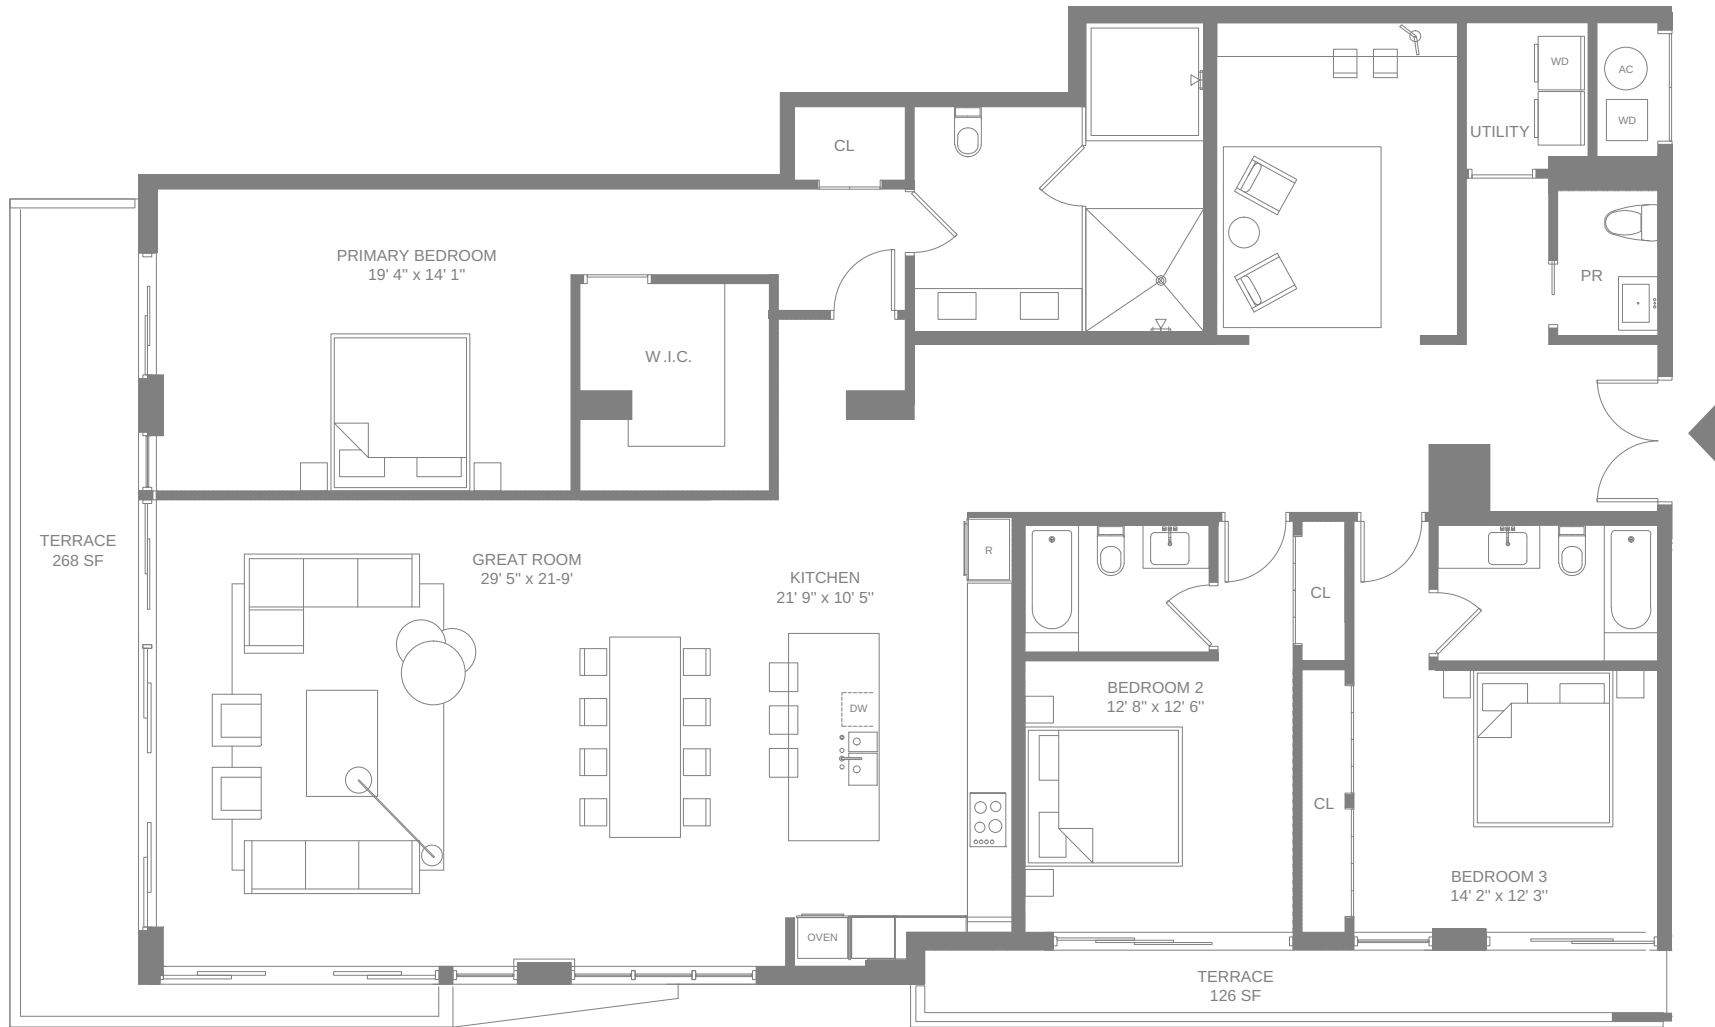 WD
AC
WD
UTILITY
CL
PRIMARY BEDROOM
19' 4" x 14' 1"
PR
W.I.C.
TERRACE
268 SF
GREAT ROOM
29' 5" x 21-9'
KITCHEN
21' 9" x 10' 5"
R
CL
BEDROOM 2
12' 8" x 12' 6"
DW
CL
BEDROOM 3
14' 2" x 12' 3"
OVEN
TERRACE
126 SF